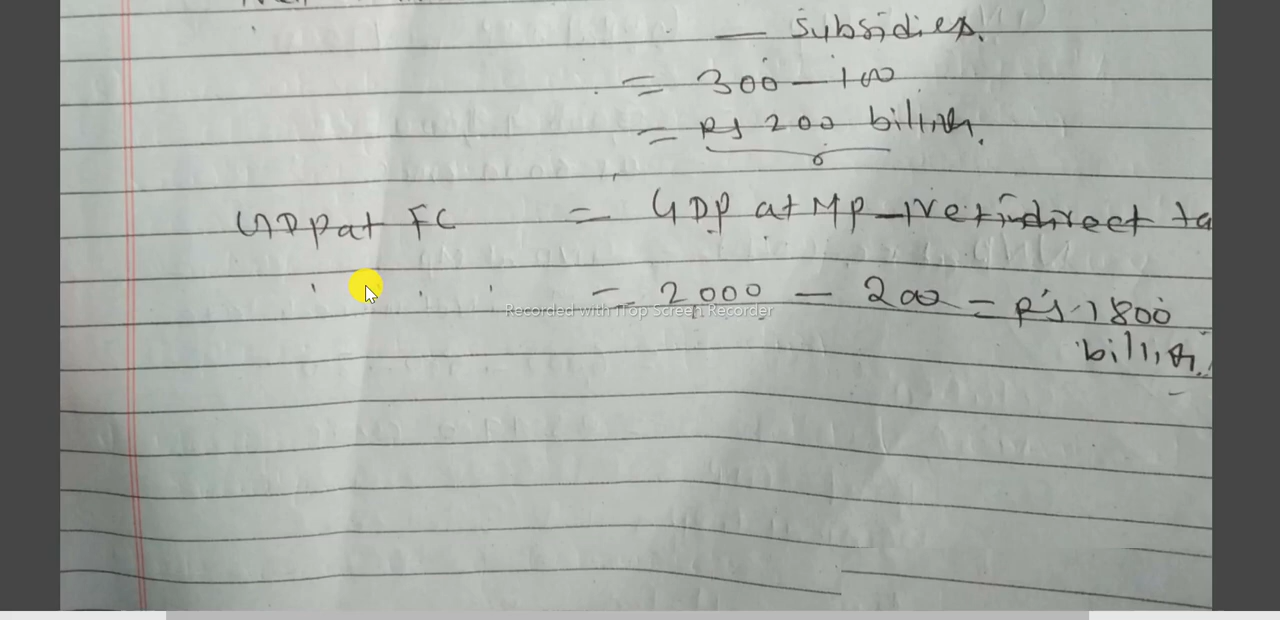 — Subsidies.
= 300 – 100
= Rs 200 billion.
GDP at FC = GDP at MP – Net indirect ta
= 2000 – 200 = Rs. 1800
billion.
Recorded with iTop Screen Recorder